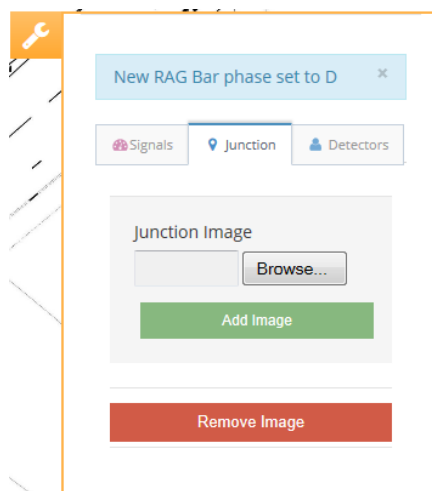 New RAG Bar phase set to D ×
Signals Junction Detectors
Junction Image
Browse...
Add Image
Remove Image